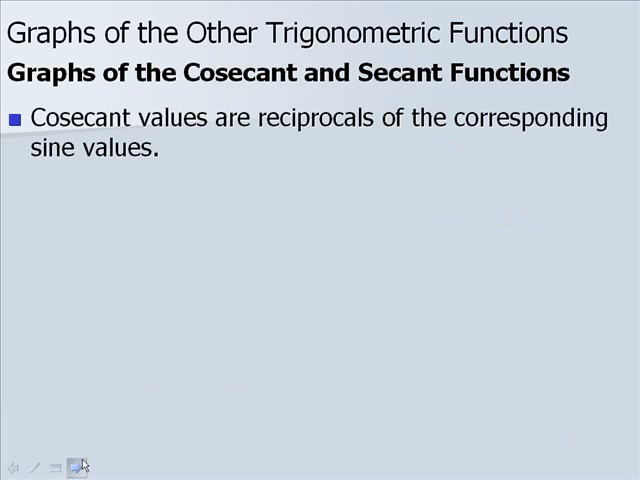 Graphs of the Other Trigonometric Functions
Graphs of the Cosecant and Secant Functions
Cosecant values are reciprocals of the corresponding
sine values.